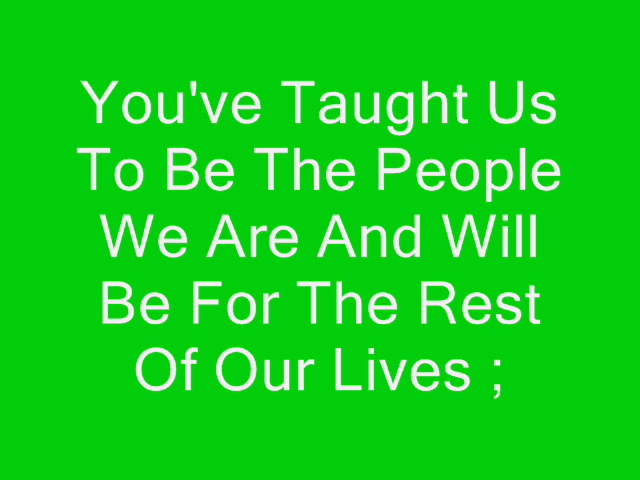 You've Taught Us
To Be The People
We Are And Will
Be For The Rest
Of Our Lives ;